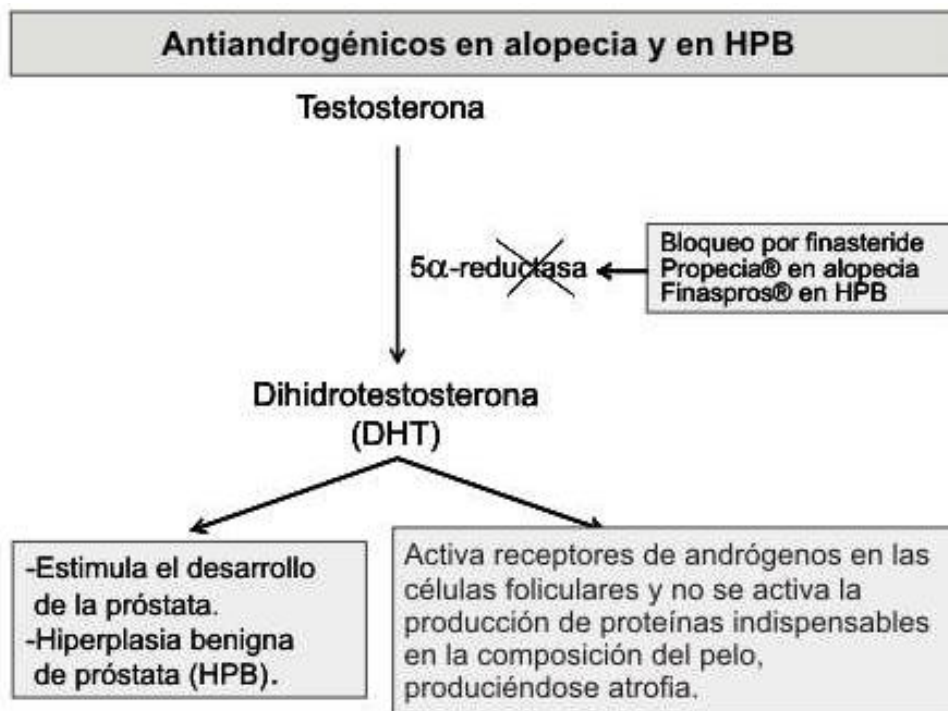 Antiandrogénicos en alopecia y en HPB
Testosterona
5α-reductasa
Bloqueo por finasteride
Propecia® en alopecia
Finaspros® en HPB
Dihidrotestosterona
(DHT)
-Estimula el desarrollo
de la próstata.
-Hiperplasia benigna
de próstata (HPB).
Activa receptores de andrógenos en las
células foliculares y no se activa la
producción de proteínas indispensables
en la composición del pelo,
produciéndose atrofia.